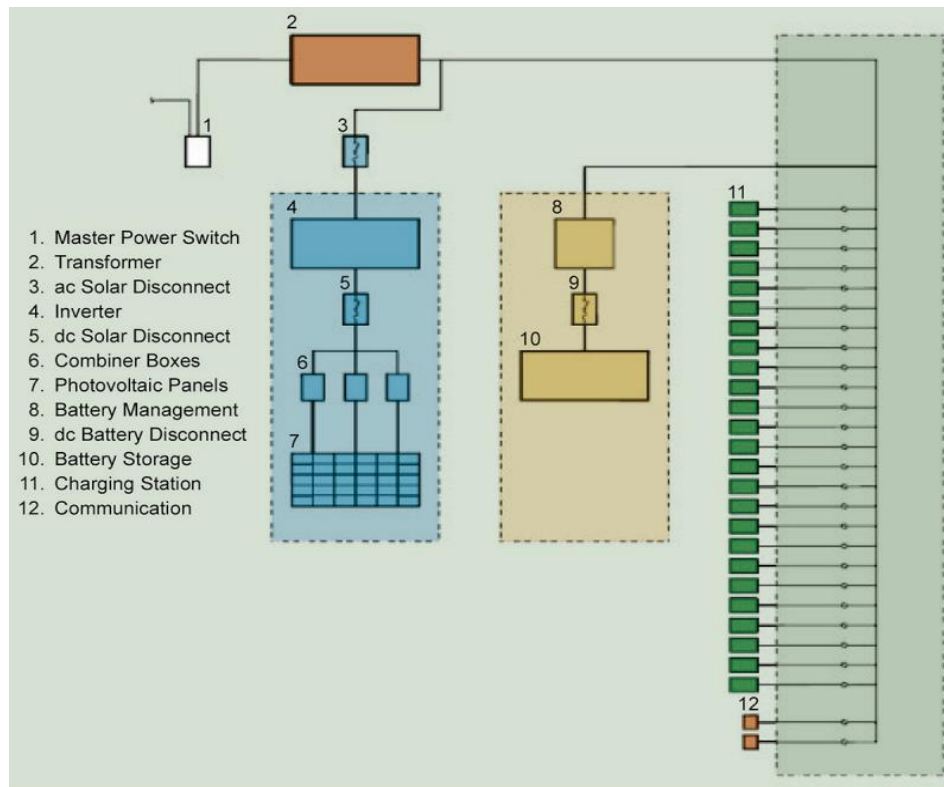 2
1
3
4
8
11
1. Master Power Switch
2. Transformer
3. ac Solar Disconnect
4. Inverter
5. dc Solar Disconnect
6. Combiner Boxes
7. Photovoltaic Panels
8. Battery Management
9. dc Battery Disconnect
10. Battery Storage
11. Charging Station
12. Communication
5
9
10
6
7
12